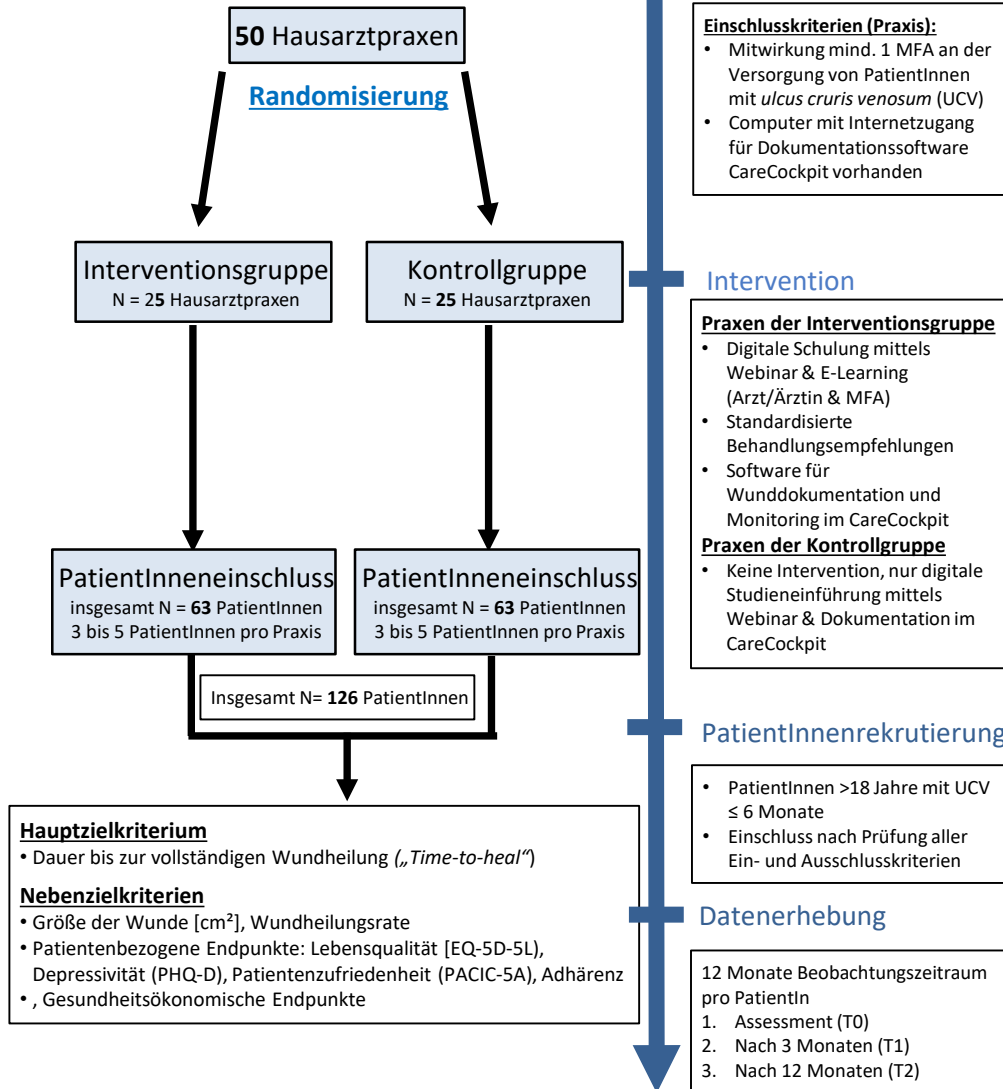 50 Hausarztpraxen
Randomisierung
Interventionsgruppe
N = 25 Hausarztpraxen
Kontrollgruppe
N = 25 Hausarztpraxen
PatientInneneinschluss
insgesamt N = 63 PatientInnen
3 bis 5 PatientInnen pro Praxis
PatientInneneinschluss
insgesamt N = 63 PatientInnen
3 bis 5 PatientInnen pro Praxis
Insgesamt N= 126 PatientInnen
Hauptzielkriterium
• Dauer bis zur vollständigen Wundheilung („Time-to-heal“)
Nebenzielkriterien
• Größe der Wunde [cm²], Wundheilungsrate
• Patientenbezogene Endpunkte: Lebensqualität [EQ-5D-5L),
Depressivität (PHQ-D), Patientenzufriedenheit (PACIC-5A), Adhärenz
• , Gesundheitsökonomische Endpunkte
Einschlusskriterien (Praxis):
• Mitwirkung mind. 1 MFA an der
Versorgung von PatientInnen
mit ulcus cruris venosum (UCV)
• Computer mit Internetzugang
für Dokumentationssoftware
CareCockpit vorhanden
Intervention
Praxen der Interventionsgruppe
• Digitale Schulung mittels
Webinar & E-Learning
(Arzt/Ärztin & MFA)
• Standardisierte
Behandlungsempfehlungen
• Software für
Wunddokumentation und
Monitoring im CareCockpit
Praxen der Kontrollgruppe
• Keine Intervention, nur digitale
Studieneinführung mittels
Webinar & Dokumentation im
CareCockpit
PatientInnenrekrutierung
• PatientInnen >18 Jahre mit UCV
≤ 6 Monate
• Einschluss nach Prüfung aller
Ein- und Ausschlusskriterien
Datenerhebung
12 Monate Beobachtungszeitraum
pro PatientIn
1. Assessment (T0)
2. Nach 3 Monaten (T1)
3. Nach 12 Monaten (T2)